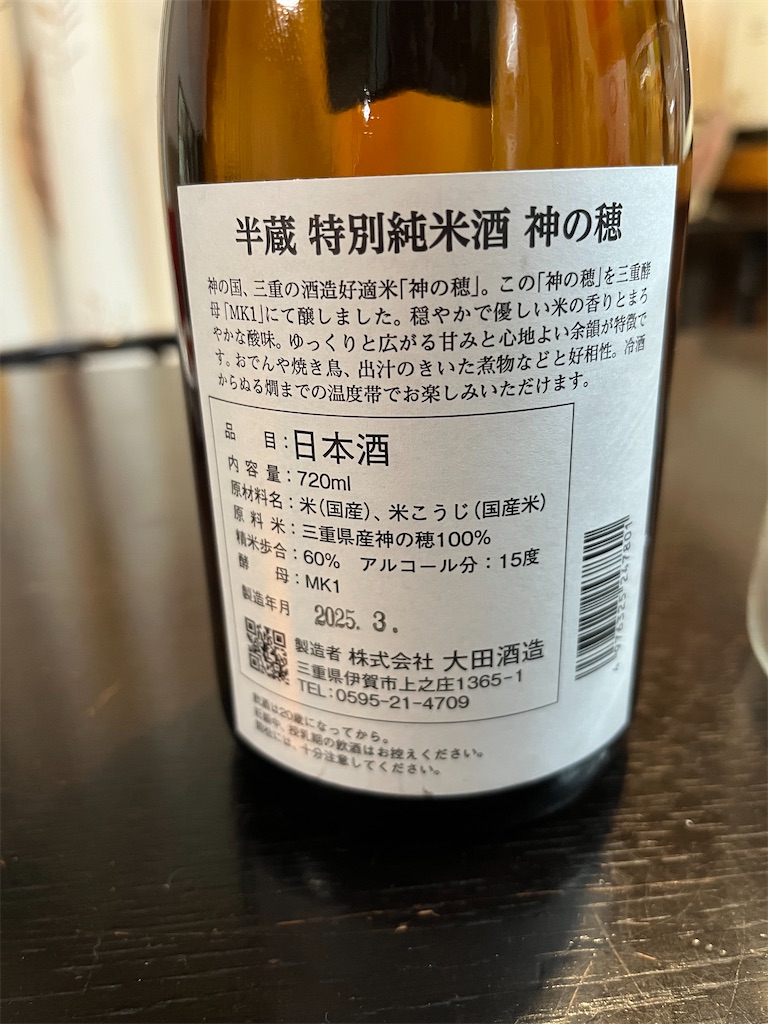 半蔵 特別純米酒 神の穂
神の国、三重の酒造好適米「神の穂」。この「神の穂」を三重酵
母「MK1」にて醸しました。穏やかで優しい米の香りとまろ
やかな酸味。ゆっくりと広がる甘みと心地よい余韻が特徴で
す。おでんや焼き鳥、出汁のきいた煮物などと好相性。冷酒
からぬる燗までの温度帯でお楽しみいただけます。
品目:日本酒
内容量:720ml
原材料名:米(国産)、米こうじ(国産米)
原料米:三重県産神の穂100%
精米歩合:60% アルコール分:15度
酵母:MK1
製造年月 2025. 3.
製造者 株式会社 大田酒造
三重県伊賀市上之庄1365-1
TEL:0595-21-4709
飲酒は20歳になってから。
妊娠中、授乳期の飲酒はお控えください。
には、十分注意してください。